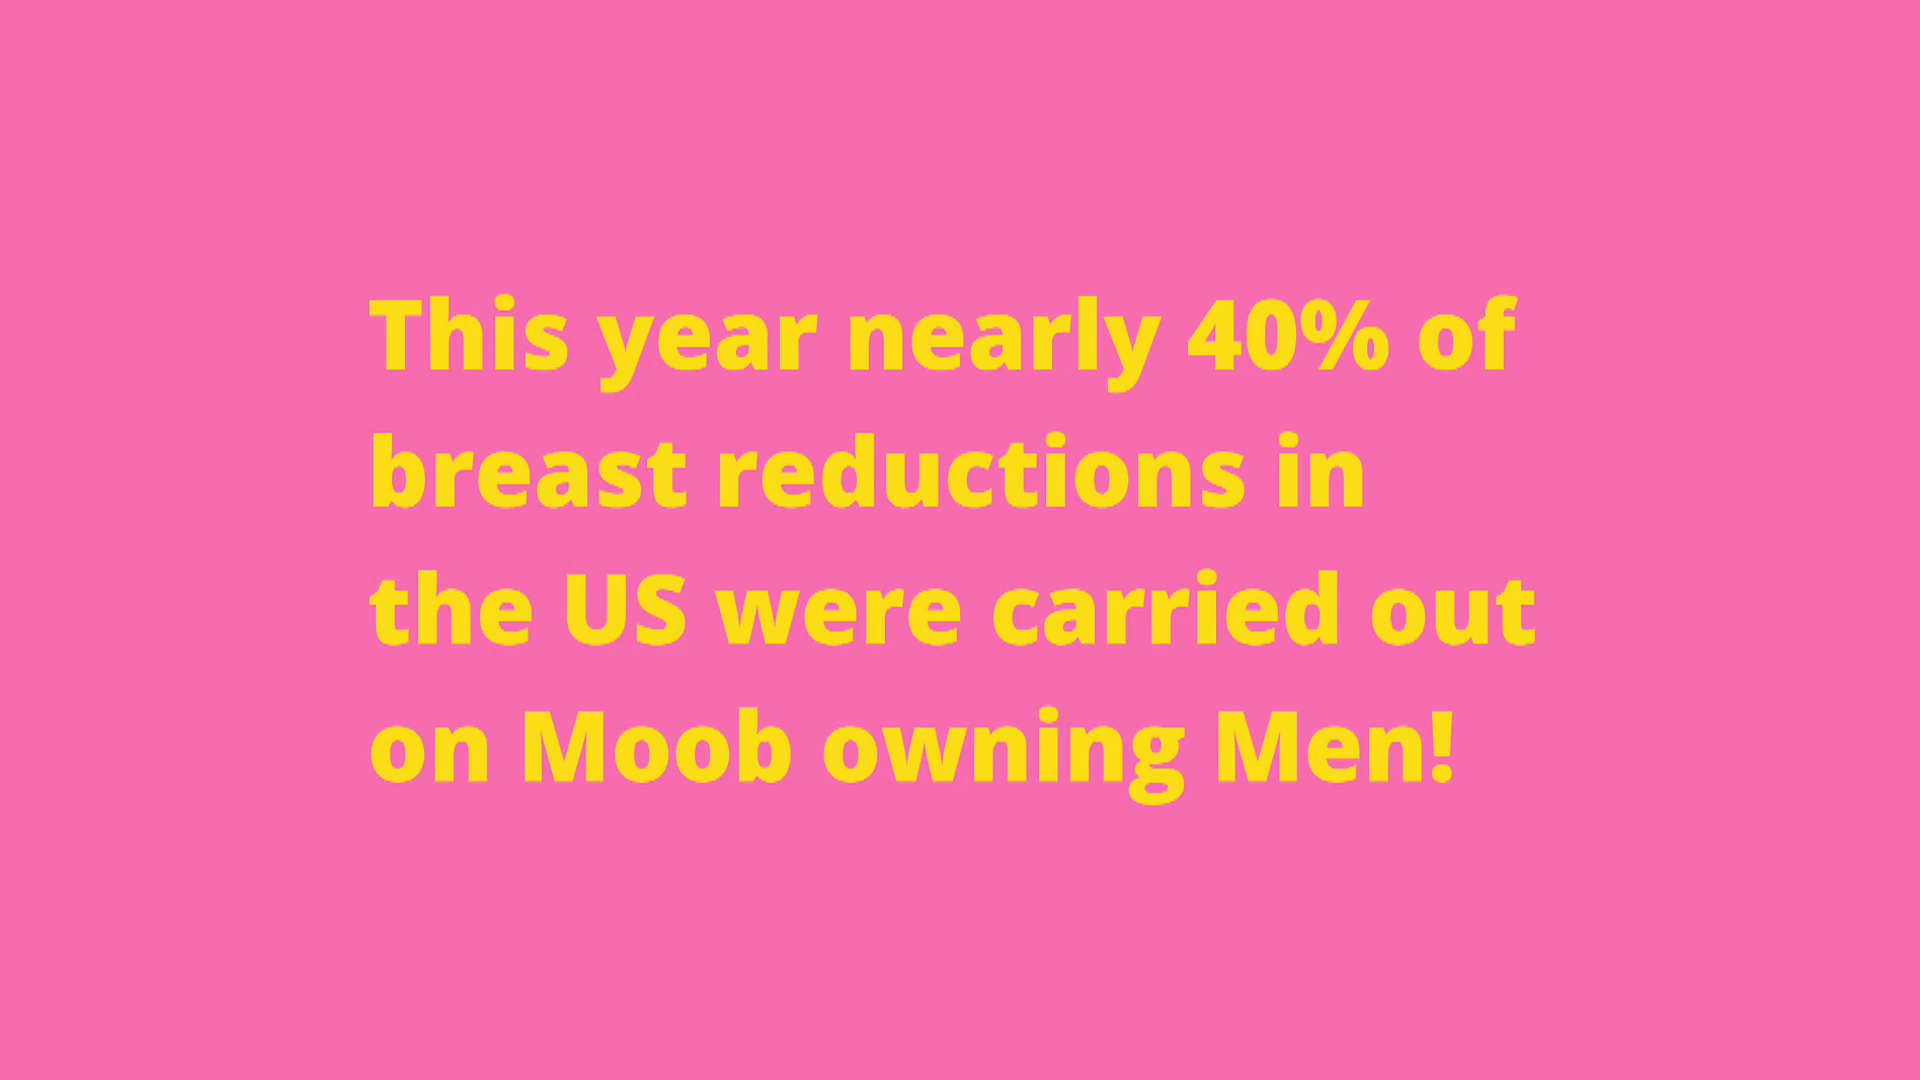 This year nearly 40% of
breast reductions in
the US were carried out
on Moob owning Men!